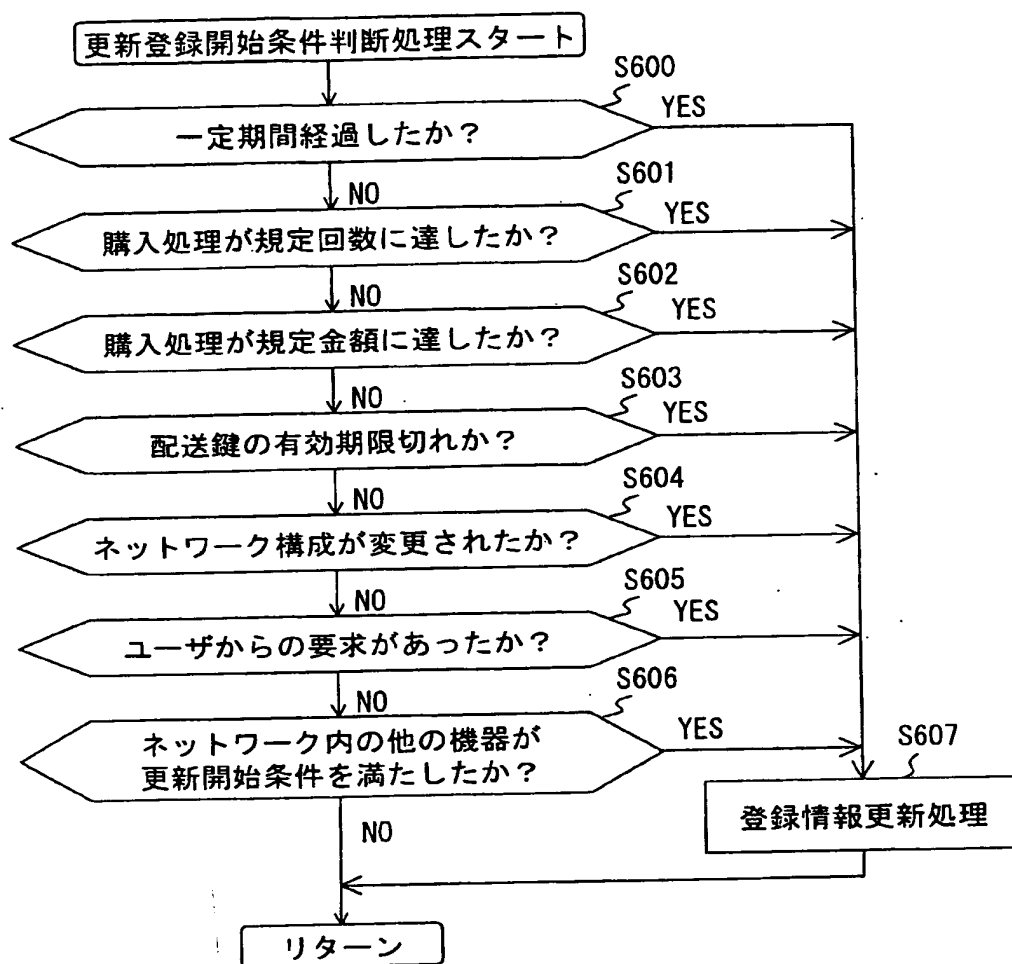 更新登録開始条件判断処理スタート
S600
一定期間経過したか？
YES
NO
S601
購入処理が規定回数に達したか？
YES
NO
S602
購入処理が規定金額に達したか？
YES
NO
S603
配送鍵の有効期限切れか？
YES
NO
S604
ネットワーク構成が変更されたか？
YES
NO
S605
ユーザからの要求があったか？
YES
NO
S606
ネットワーク内の他の機器が
更新開始条件を満たしたか？
YES
NO
S607
登録情報更新処理
リターン